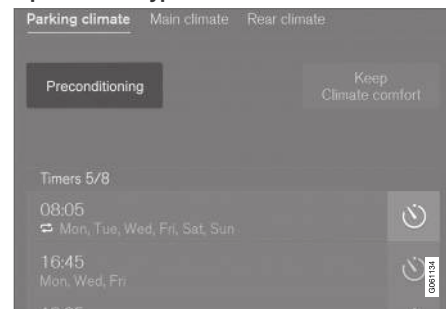 Parking climate Main climate Rear climate
Preconditioning
Keep
Climate comfort
Timers 5/8
08:05
Mon, Tue, Wed, Fri, Sat, Sun
16:45
Mon, Wed, Fri
G061134